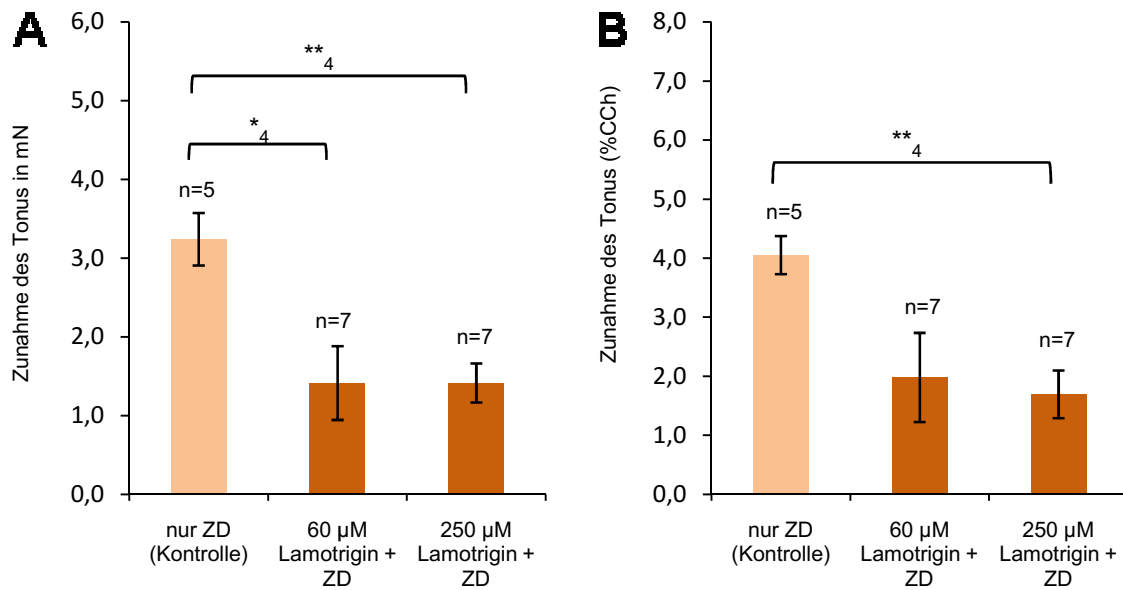 A
Zunahme des Tonus in mN
6,0
5,0
4,0
3,0
2,0
1,0
0,0
**4
*4
n=5
n=7
n=7
nur ZD
(Kontrolle)
60 µM
Lamotrigin +
ZD
250 µM
Lamotrigin +
ZD
B
Zunahme des Tonus (%CCh)
8,0
7,0
6,0
5,0
4,0
3,0
2,0
1,0
0,0
**4
n=5
n=7
n=7
nur ZD
(Kontrolle)
60 µM
Lamotrigin +
ZD
250 µM
Lamotrigin +
ZD